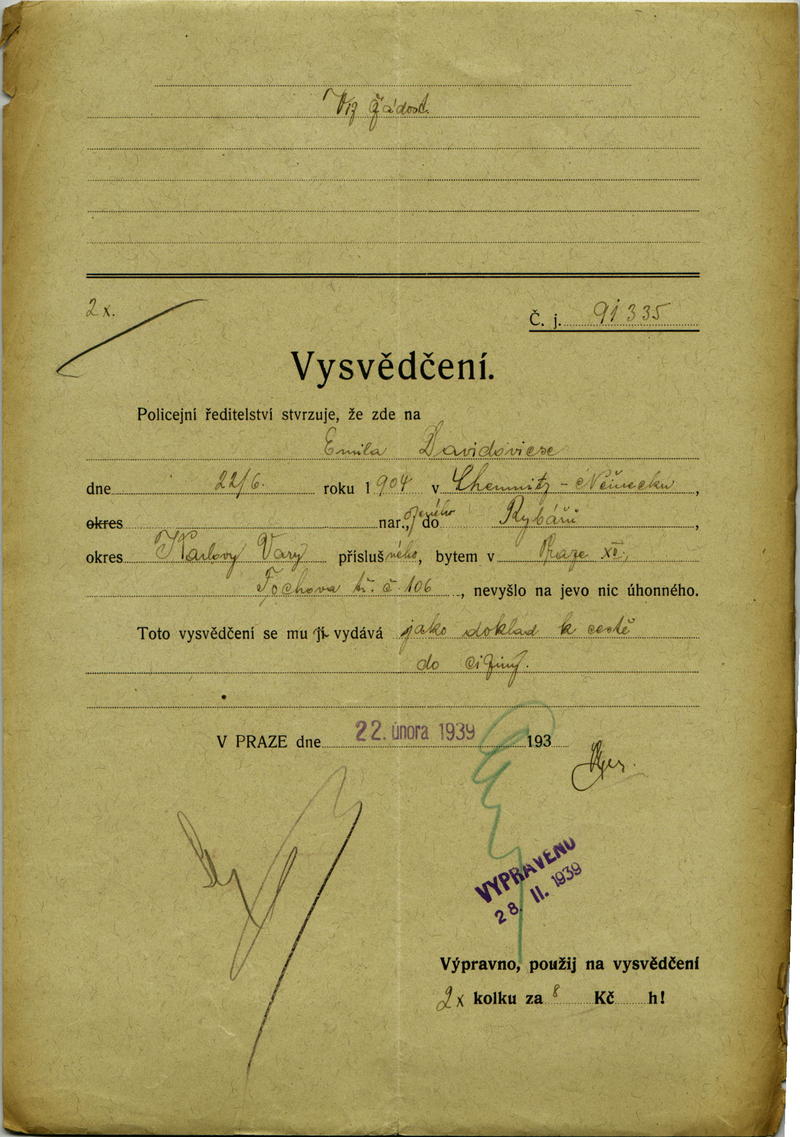 Viz žádost
2x.
Č. j. 91335
Vysvědčení.
Policejní ředitelství stvrzuje, že zde na
Emila Davidovicse
dne 22/6. roku 1904 v Chemnitz - Německu,
okres nar., do Rybáři,
okres Karlovy Vary příslušného, bytem v Praze XII.,
Fochova tř. č. 106, nevyšlo na jevo nic úhonného.
Toto vysvědčení se mu ji vydává jako doklad k cestě
do ciziny.
V PRAZE dne 22. února 1939 193
VYPRAVENO
28. II. 1939
Výpravno, použij na vysvědčení
2x kolku za 8 Kč h!